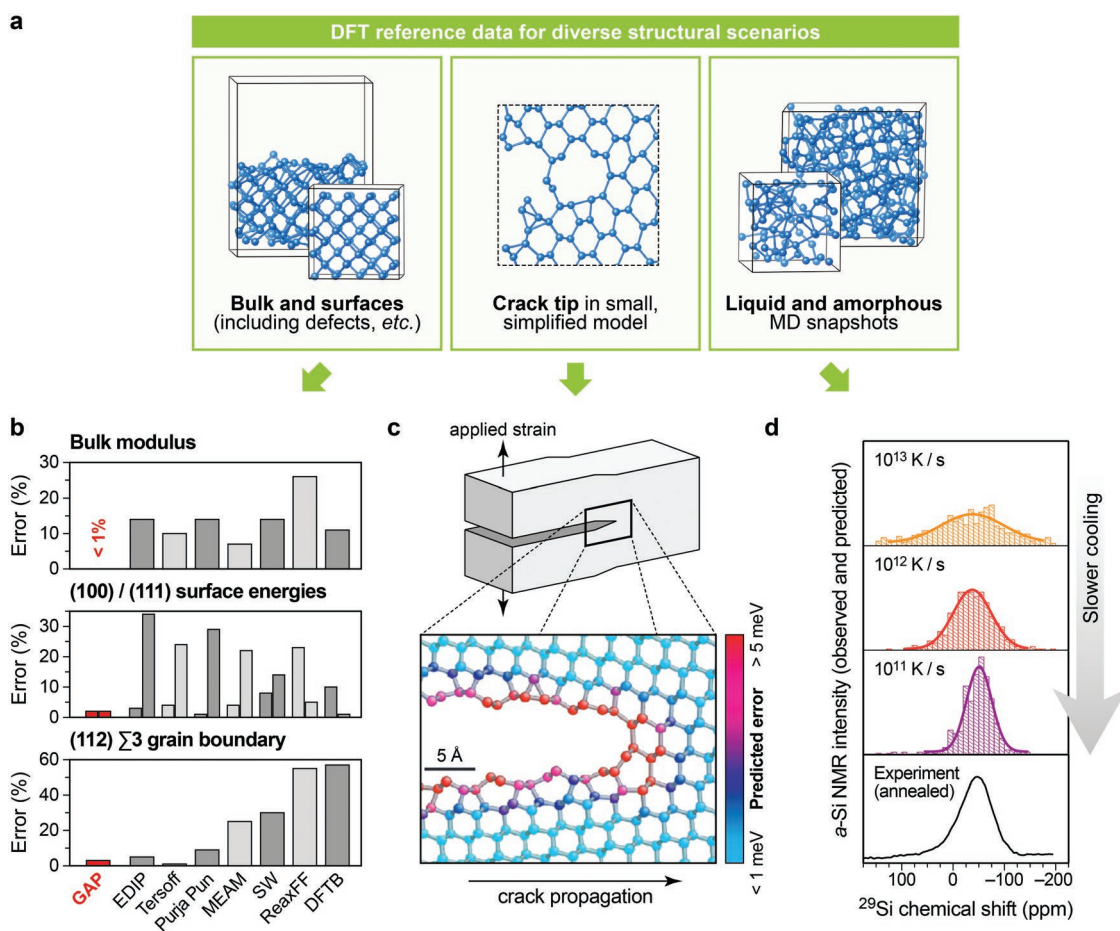 a
DFT reference data for diverse structural scenarios
Bulk and surfaces
(including defects, etc.)
Crack tip in small,
simplified model
Liquid and amorphous
MD snapshots
b
Bulk modulus
Error (%)
30
20
10
0
< 1%
(100) / (111) surface energies
Error (%)
30
20
10
0
(112) ∑3 grain boundary
Error (%)
60
40
20
0
GAP
EDIP
Tersoff
Purja Pun
MEAM
SW
ReaxFF
DFTB
c
applied strain
5 Å
< 1 meV Predicted error > 5 meV
crack propagation
d
a-Si NMR intensity (observed and predicted)
10¹³ K / s
10¹² K / s
10¹¹ K / s
Experiment
(annealed)
Slower cooling
100 0 −100 −200
²⁹Si chemical shift (ppm)